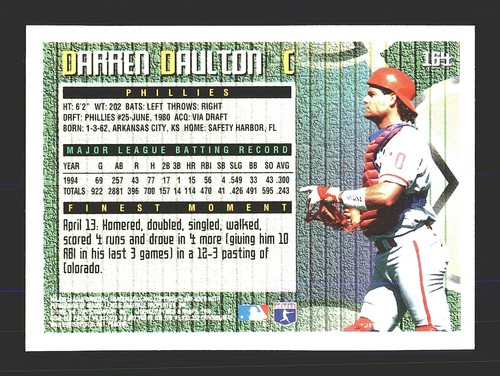 DARREN DAULTON C 165
PHILLIES
HT: 6'2" WT: 202 BATS: LEFT THROWS: RIGHT
DRFT: PHILLIES #25-JUNE, 1980 ACQ: VIA DRAFT
BORN: 1-3-62, ARKANSAS CITY, KS HOME: SAFETY HARBOR, FL
MAJOR LEAGUE BATTING RECORD
YEAR G AB R H 2B 3B HR RBI SB SLG BB SO AVG
1994 69 257 43 77 17 1 15 56 4 .549 33 43 .300
TOTALS 922 2881 396 700 157 14 114 470 41 .426 491 595 .243
FINEST MOMENT
April 13: Homered, doubled, singled, walked,
scored 4 runs and drove in 4 more (giving him 10
RBI in his last 3 games) in a 12-3 pasting of
Colorado.